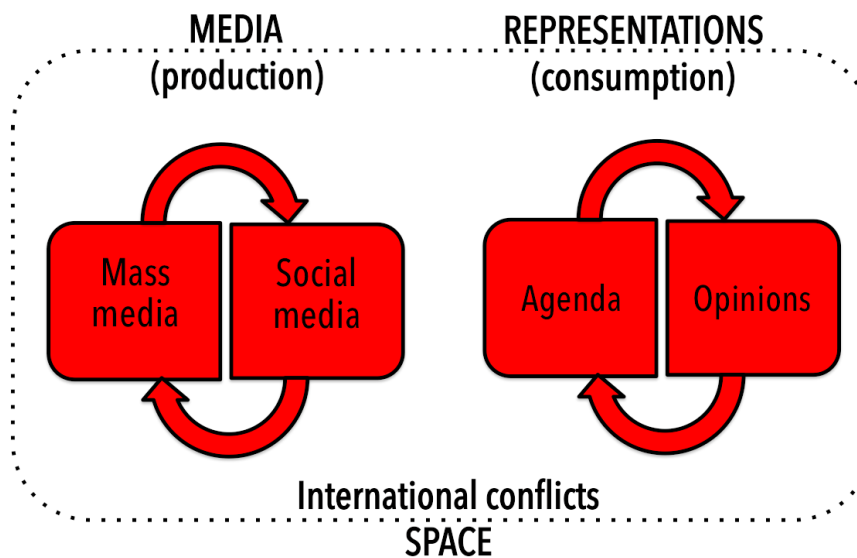 MEDIA
(production)
REPRESENTATIONS
(consumption)
Mass
media
Social
media
Agenda
Opinions
International conflicts
SPACE